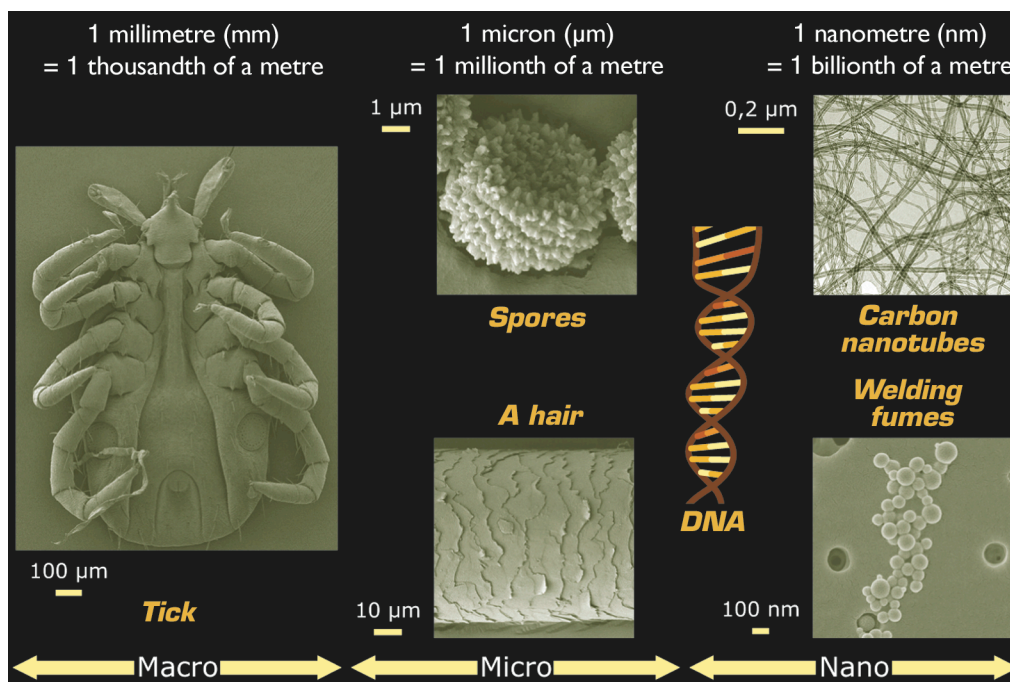 1 millimetre (mm)
= 1 thousandth of a metre
1 micron (µm)
= 1 millionth of a metre
1 nanometre (nm)
= 1 billionth of a metre
1 µm
0,2 µm
Spores
Carbon
nanotubes
A hair
Welding
fumes
DNA
100 µm
Tick
10 µm
100 nm
Macro
Micro
Nano